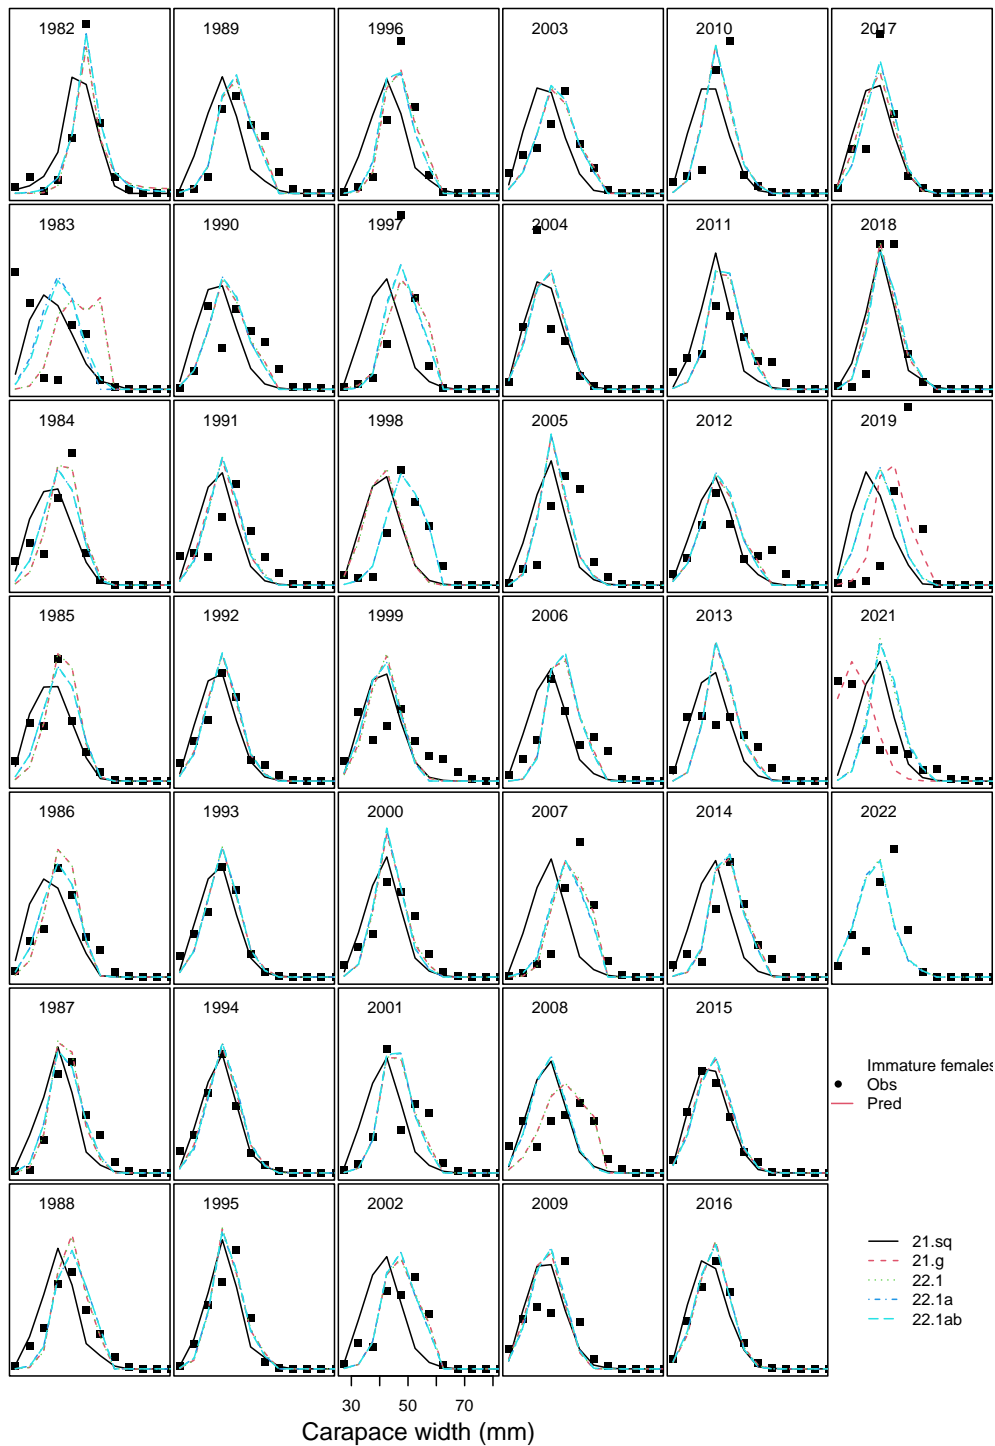 1982 1989 1996 2003 2010 2017
1983 1990 1997 2004 2011 2018
1984 1991 1998 2005 2012 2019
1985 1992 1999 2006 2013 2021
1986 1993 2000 2007 2014 2022
1987 1994 2001 2008 2015
Immature females
Obs
Pred
1988 1995 2002 2009 2016
21.sq
21.g
22.1
22.1a
22.1ab
30 50 70
Carapace width (mm)